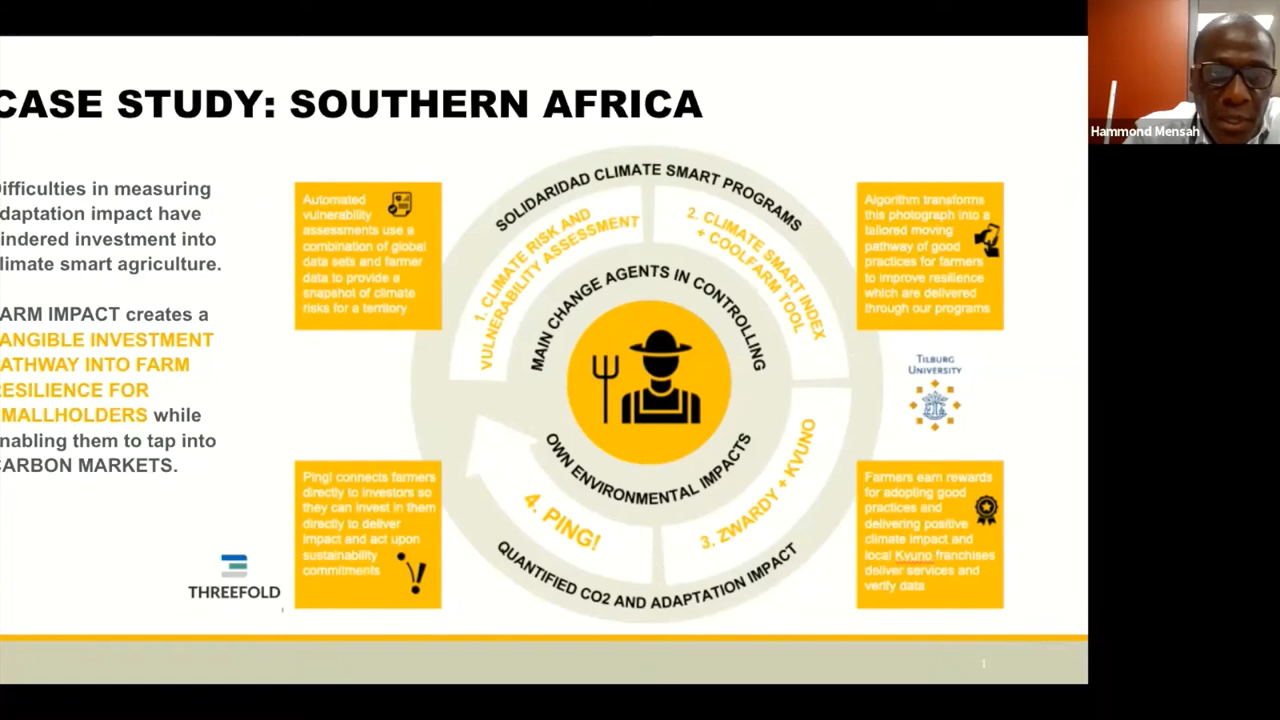 CASE STUDY: SOUTHERN AFRICA
ifficulties in measuring
daptation impact have
indered investment into
limate smart agriculture.
ARM IMPACT creates a
ANGIBLE INVESTMENT
ATHWAY INTO FARM
ESILIENCE FOR
MALLHOLDERS while
nabling them to tap into
CARBON MARKETS.
THREEFOLD
Automated
vulnerability
assessments use a
combination of global
data sets and farmer
data to provide a
snapshot of climate
risks for a territory
Ping! connects farmers
directly to investors so
they can invest in them
directly to deliver
impact and act upon
sustainability
commitments
SOLIDARIDAD CLIMATE SMART PROGRAMS
1. CLIMATE RISK AND
VULNERABILITY ASSESSMENT
2. CLIMATE SMART INDEX
+ COOLFARM TOOL
MAIN CHANGE AGENTS IN CONTROLLING
OWN ENVIRONMENTAL IMPACTS
3. ZWARDY + KVUNO
4. PING!
QUANTIFIED CO2 AND ADAPTATION IMPACT
Algorithm transforms
this photograph into a
tailored moving
pathway of good
practices for farmers
to improve resilience
which are delivered
through our programs
TILBURG
UNIVERSITY
Farmers earn rewards
for adopting good
practices and
delivering positive
climate impact and
local Kvuno franchises
deliver services and
verify data
1
Hammond Mensah